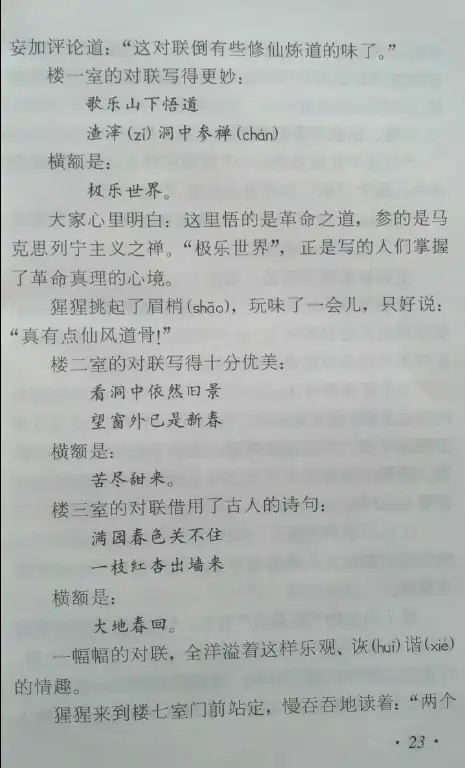 妄加评论道：“这对联倒有些修仙炼道的味了。”
楼一室的对联写得更妙：
歌乐山下悟道
渣滓(zǐ)洞中参禅(chán)
横额是：
极乐世界。
大家心里明白：这里悟的是革命之道，参的是马
克思列宁主义之禅。“极乐世界”，正是写的人们掌握
了革命真理的心境。
猩猩挑起了眉梢(shāo)，玩味了一会儿，只好说：
“真有点仙风道骨！”
楼二室的对联写得十分优美：
看洞中依然旧景
望窗外已是新春
横额是：
苦尽甜来。
楼三室的对联借用了古人的诗句：
满园春色关不住
一枝红杏出墙来
横额是：
大地春回。
一幅幅的对联，全洋溢着这样乐观、诙(huī)谐(xié)
的情趣。
猩猩来到楼七室门前站定，慢吞吞地读着：“两个
·23·